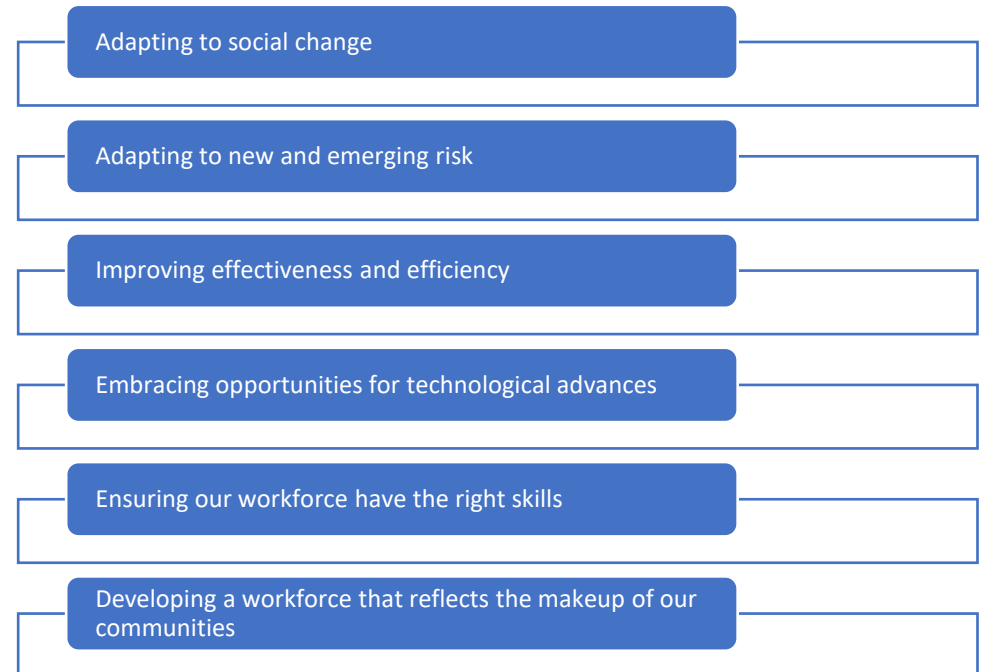 Adapting to social change
Adapting to new and emerging risk
Improving effectiveness and efficiency
Embracing opportunities for technological advances
Ensuring our workforce have the right skills
Developing a workforce that reflects the makeup of our
communities